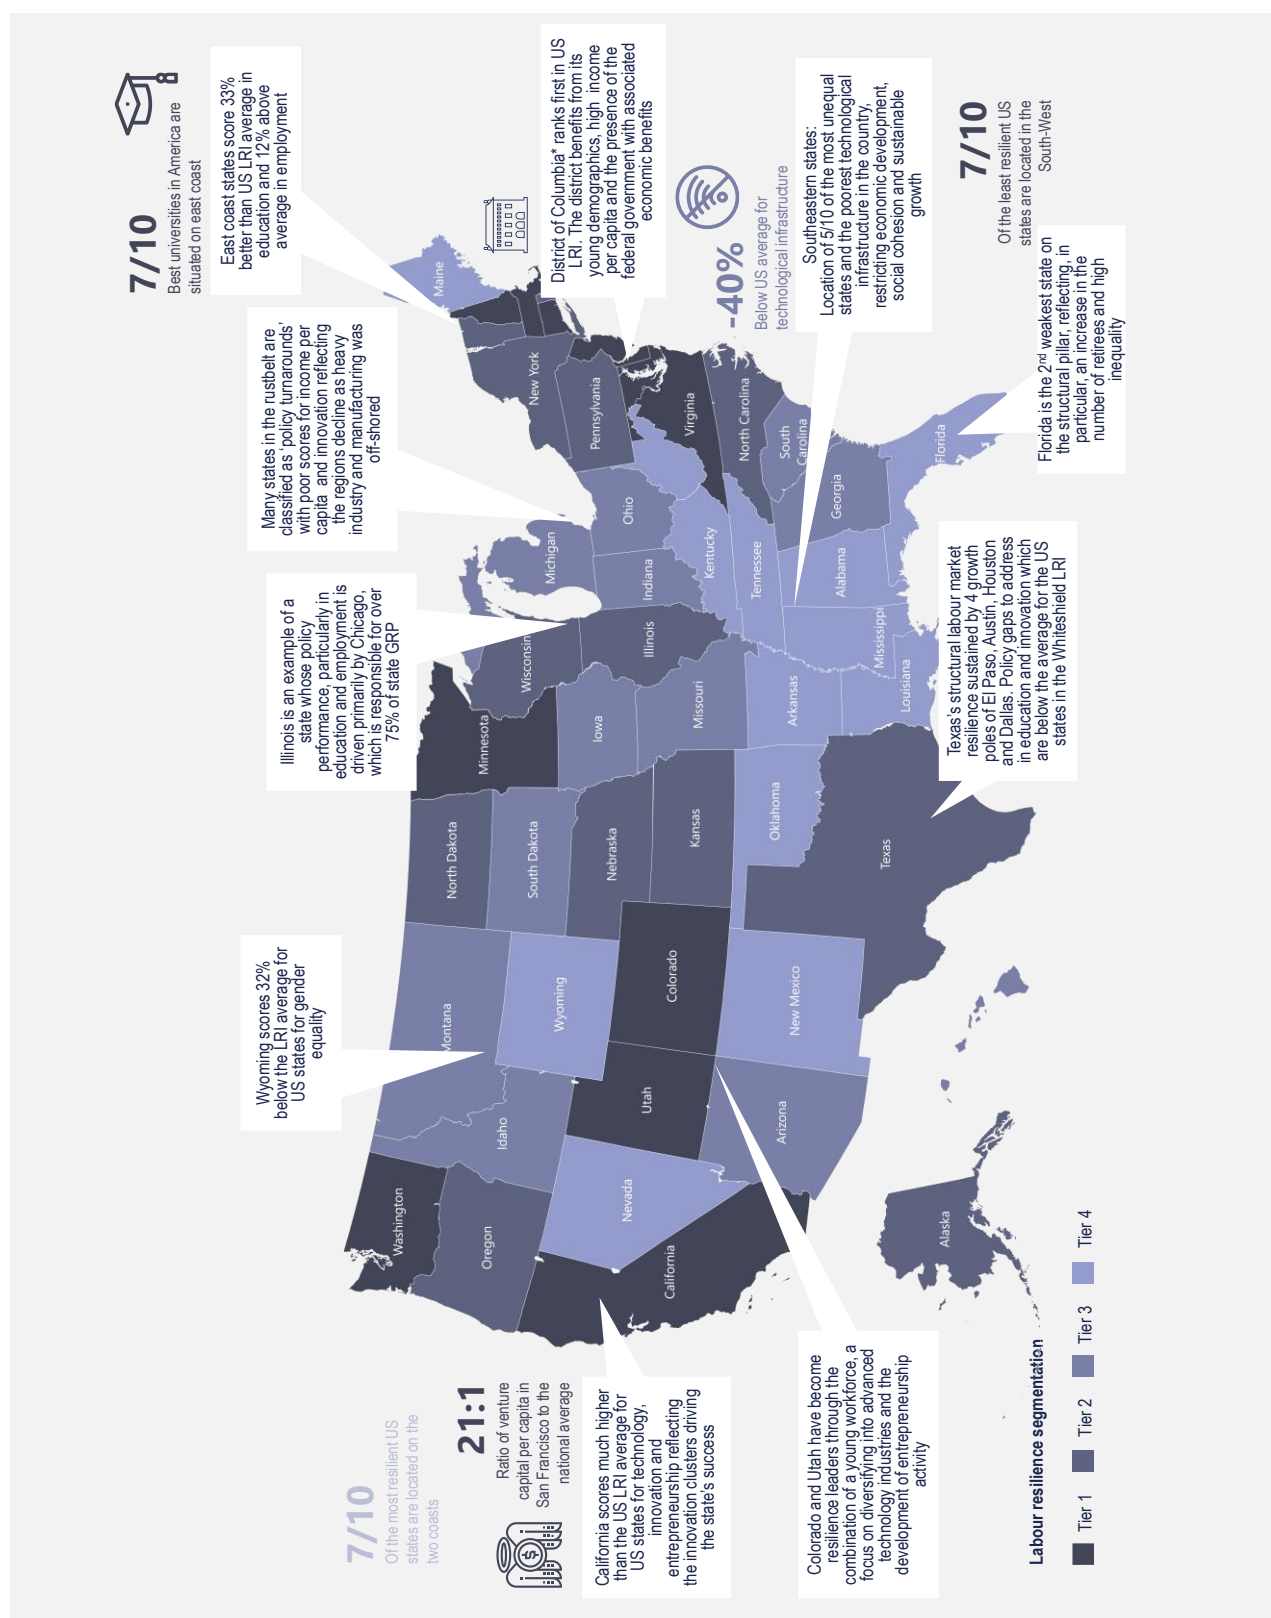 7/10
Of the most resilient US
states are located on the
two coasts
21:1
Ratio of venture
capital per capita in
San Francisco to the
national average
California scores much higher
than the US LRI average for
US states for technology,
innovation and
entrepreneurship reflecting
the innovation clusters driving
the state's success
Colorado and Utah have become
resilience leaders through the
combination of a young workforce, a
focus on diversifying into advanced
technology industries and the
development of entrepreneurship
activity
Wyoming scores 32%
below the LRI average for
US states for gender
equality
Illinois is an example of a
state whose policy
performance, particularly in
education and employment is
driven primarily by Chicago,
which is responsible for over
75% of state GRP
Many states in the rustbelt are
classified as 'policy turnarounds'
with poor scores for income per
capita and innovation reflecting
the regions decline as heavy
industry and manufacturing was
off-shored
7/10
Best universities in America are
situated on east coast
East coast states score 33%
better than US LRI average in
education and 12% above
average in employment
District of Columbia* ranks first in US
LRI. The district benefits from its
young demographics, high income
per capita and the presence of the
federal government with associated
economic benefits
-40%
Below US average for
technological infrastructure
Southeastern states:
Location of 5/10 of the most unequal
states and the poorest technological
infrastructure in the country,
restricting economic development,
social cohesion and sustainable
growth
7/10
Of the least resilient US
states are located in the
South-West
Florida is the 2nd weakest state on
the structural pillar, reflecting, in
particular, an increase in the
number of retirees and high
inequality
Texas's structural labour market
resilience sustained by 4 growth
poles of El Paso, Austin, Houston
and Dallas. Policy gaps to address
in education and innovation which
are below the average for the US
states in the Whiteshield LRI
Washington
Oregon
California
Nevada
Idaho
Montana
Wyoming
Utah
Colorado
Arizona
New Mexico
North Dakota
South Dakota
Nebraska
Kansas
Oklahoma
Texas
Minnesota
Iowa
Missouri
Arkansas
Louisiana
Wisconsin
Illinois
Michigan
Indiana
Ohio
Kentucky
Tennessee
Mississippi
Alabama
Georgia
Florida
South
Carolina
North Carolina
Virginia
Pennsylvania
New York
Maine
Alaska
Labour resilience segmentation
Tier 1
Tier 2
Tier 3
Tier 4